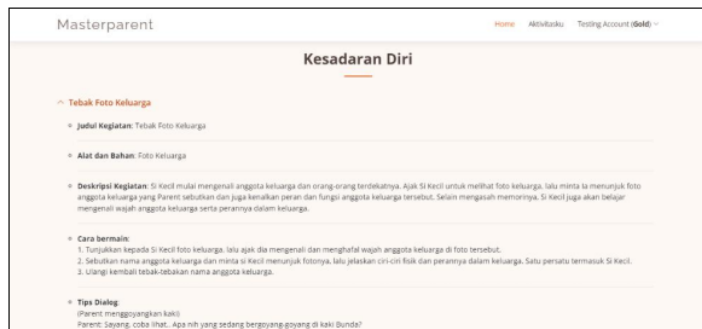 Masterparent
Home Aktivitasku Testing Account (Gold)
Kesadaran Diri
Tebak Foto Keluarga
Judul Kegiatan: Tebak Foto Keluarga
Alat dan Bahan: Foto Keluarga
Deskripsi Kegiatan: Si Kecil mulai mengenali anggota keluarga dan orang-orang terdekatnya. Ajak Si Kecil untuk melihat foto keluarga, lalu minta ia menunjuk foto
anggota keluarga yang Parent sebutkan dan juga kenalkan peran dan fungsi anggota keluarga tersebut. Selain mengasah memorinya, Si Kecil juga akan belajar
mengenali wajah anggota keluarga serta perannya dalam keluarga.
Cara bermain:
1. Tunjukkan kepada Si Kecil foto keluarga, lalu ajak dia mengenali dan menghafal wajah anggota keluarga di foto tersebut.
2. Sebutkan nama anggota keluarga dan minta si Kecil menunjuk fotonya, lalu jelaskan ciri-ciri fisik dan perannya dalam keluarga. Satu persatu termasuk Si Kecil.
3. Ulangi kembali tebak-tebakan nama anggota keluarga.
Tips Dialog:
(Parent menggoyangkan kaki)
Parent: Sayang, coba lihat.. Apa nih yang sedang bergoyang-goyang di kaki Bunda?